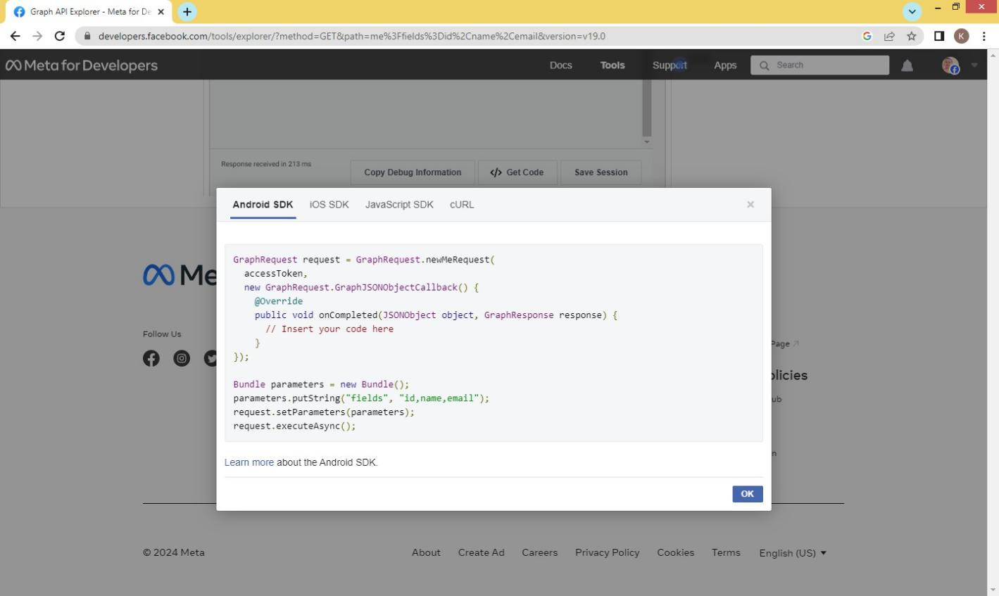 Graph API Explorer - Meta for De
developers.facebook.com/tools/explorer/?method=GET&path=me%3Ffields%3Did%2Cname%2Cemail&version=v19.0
K
Meta for Developers
Docs
Tools
Support
Apps
Search
Response received in 213 ms
Copy Debug Information
</> Get Code
Save Session
Android SDK
iOS SDK
JavaScript SDK
cURL
GraphRequest request = GraphRequest.newMeRequest(
accessToken,
new GraphRequest.GraphJSONObjectCallback() {
@Override
public void onCompleted(JSONObject object, GraphResponse response) {
// Insert your code here
}
});
Bundle parameters = new Bundle();
parameters.putString("fields", "id,name,email");
request.setParameters(parameters);
request.executeAsync();
Learn more about the Android SDK.
OK
Me
Follow Us
Page
olicies
ub
n
© 2024 Meta
About
Create Ad
Careers
Privacy Policy
Cookies
Terms
English (US)